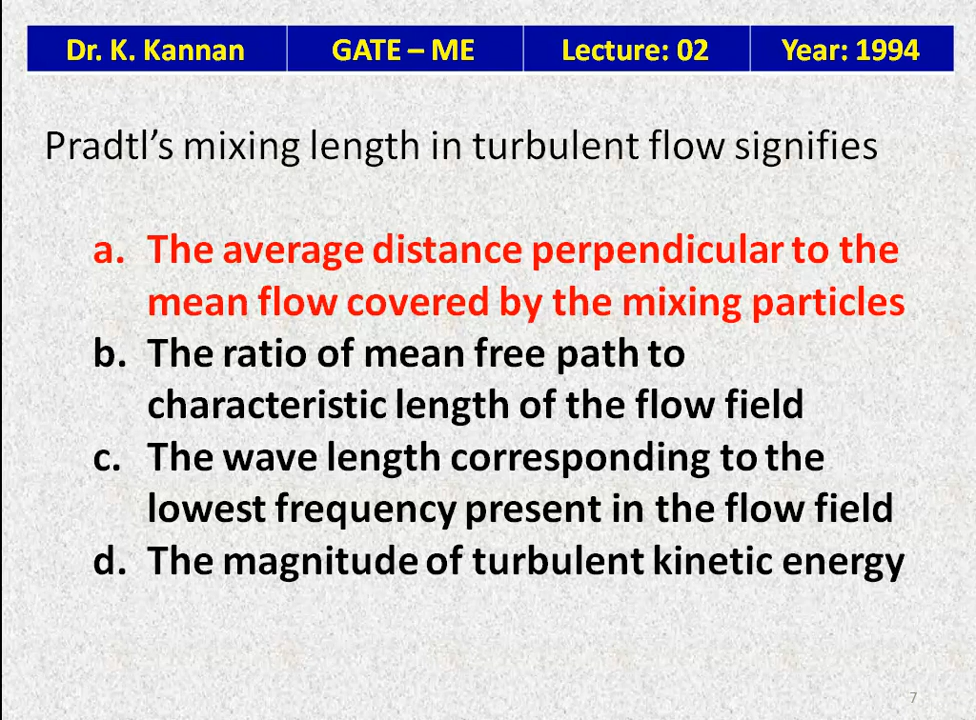 Dr. K. Kannan GATE – ME Lecture: 02 Year: 1994
Pradtl’s mixing length in turbulent flow signifies
a. The average distance perpendicular to the
mean flow covered by the mixing particles
b. The ratio of mean free path to
characteristic length of the flow field
c. The wave length corresponding to the
lowest frequency present in the flow field
d. The magnitude of turbulent kinetic energy
7